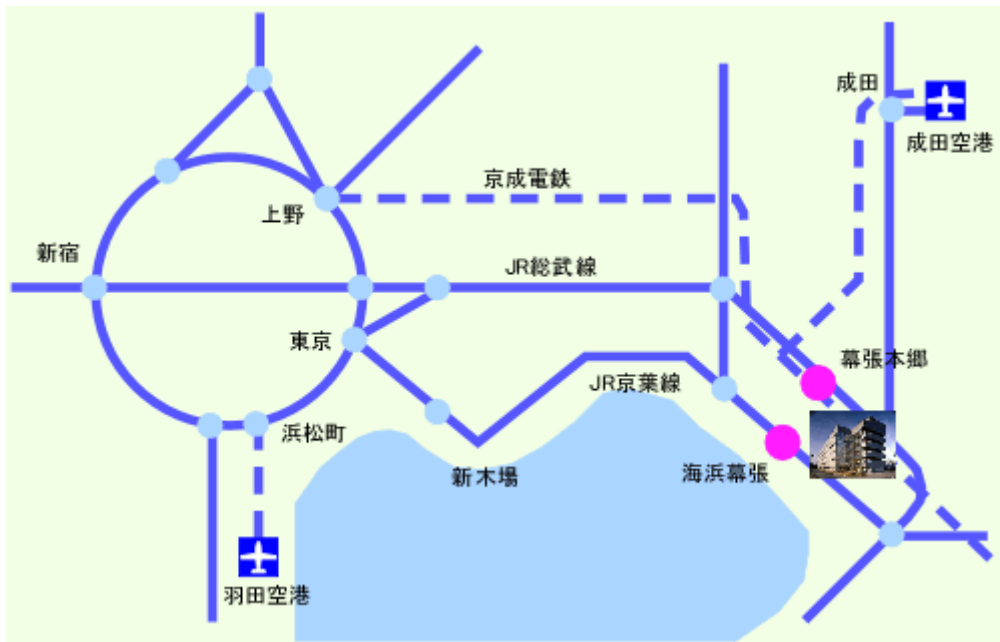 成田
成田空港
京成電鉄
上野
新宿
JR総武線
東京
幕張本郷
JR京葉線
浜松町
海浜幕張
新木場
羽田空港